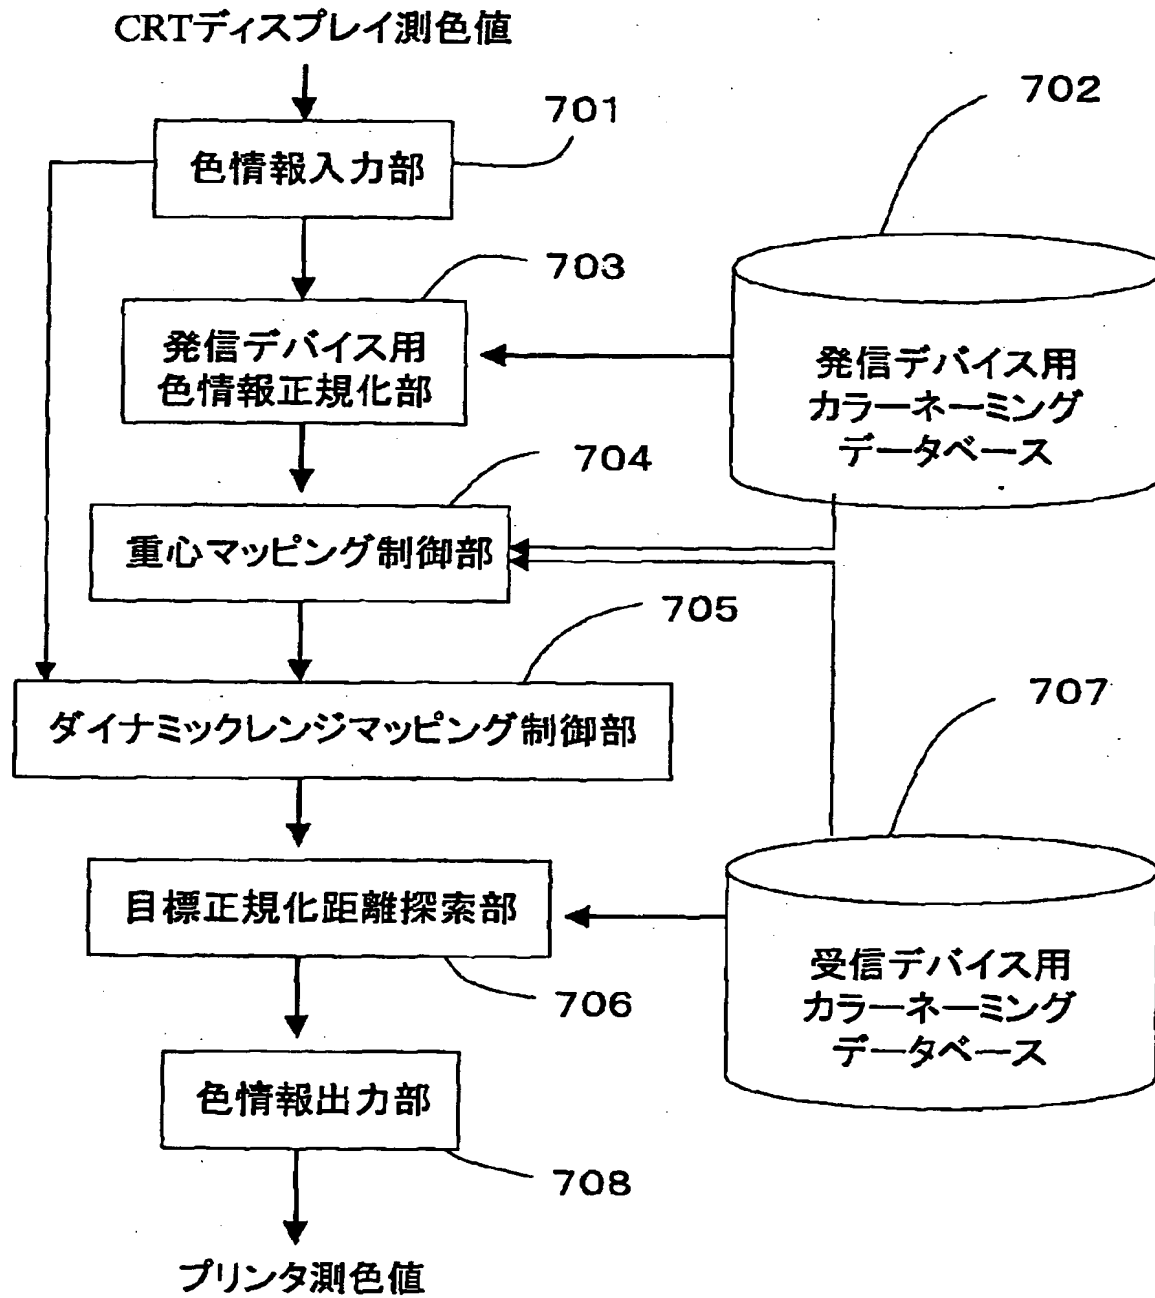 CRTディスプレイ測色値
701
702
色情報入力部
703
発信デバイス用
色情報正規化部
発信デバイス用
カラーネーミング
データベース
704
重心マッピング制御部
705
707
ダイナミックレンジマッピング制御部
目標正規化距離探索部
706
受信デバイス用
カラーネーミング
データベース
色情報出力部
708
プリンタ測色値